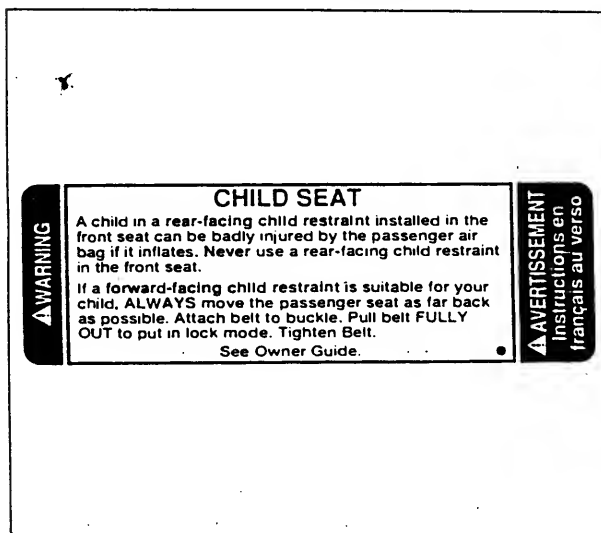 ⚠WARNING
CHILD SEAT
A child in a rear-facing child restraint installed in the
front seat can be badly injured by the passenger air
bag if it inflates. Never use a rear-facing child restraint
in the front seat.
If a forward-facing child restraint is suitable for your
child, ALWAYS move the passenger seat as far back
as possible. Attach belt to buckle. Pull belt FULLY
OUT to put in lock mode. Tighten Belt.
See Owner Guide.
⚠AVERTISSEMENT
Instructions en
français au verso